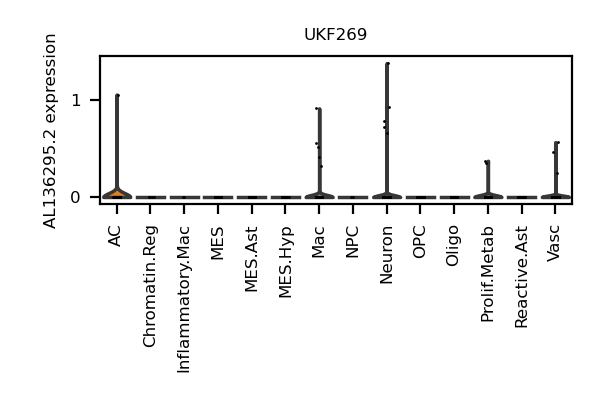 UKF269
AL136295.2 expression
1
0
AC
Chromatin.Reg
Inflammatory.Mac
MES
MES.Ast
MES.Hyp
Mac
NPC
Neuron
OPC
Oligo
Prolif.Metab
Reactive.Ast
Vasc